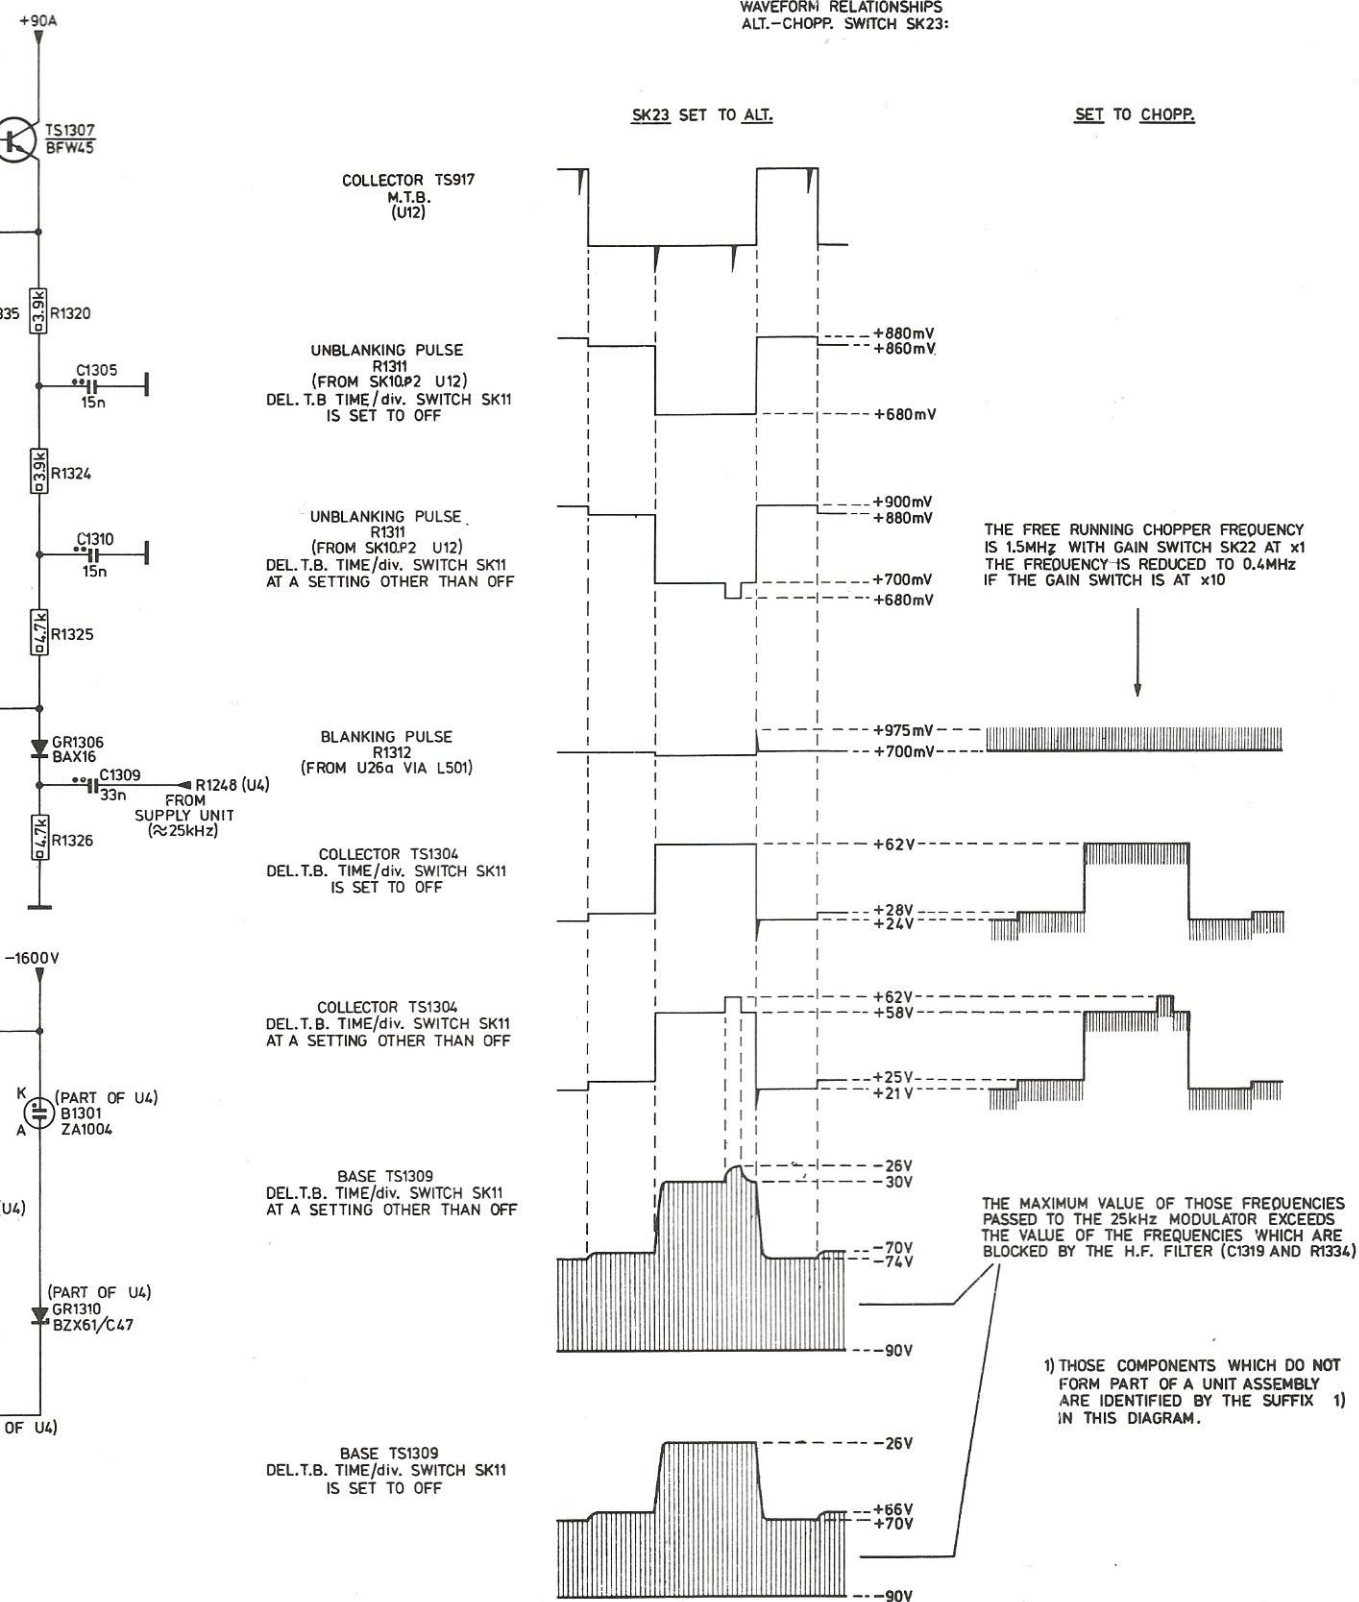 WAVEFORM RELATIONSHIPS
ALT.-CHOPP. SWITCH SK23:
SK23 SET TO ALT.
SET TO CHOPP.
+90A
TS1307
BFW45
335
3.9k
R1320
C1305
15n
3.9k
R1324
C1310
15n
4.7k
R1325
GR1306
BAX16
C1309
33n
R1248 (U4)
FROM
SUPPLY UNIT
(≈25kHz)
4.7k
R1326
-1600V
K
A
(PART OF U4)
B1301
ZA1004
U4)
(PART OF U4)
GR1310
BZX61/C47
OF U4)
COLLECTOR TS917
M.T.B.
(U12)
UNBLANKING PULSE
R1311
(FROM SK10P2 U12)
DEL.T.B TIME/div. SWITCH SK11
IS SET TO OFF
+880mV
+860mV
+680mV
UNBLANKING PULSE
R1311
(FROM SK10.P2 U12)
DEL.T.B. TIME/div. SWITCH SK11
AT A SETTING OTHER THAN OFF
+900mV
+880mV
+700mV
+680mV
THE FREE RUNNING CHOPPER FREQUENCY
IS 1.5MHz WITH GAIN SWITCH SK22 AT x1
THE FREQUENCY IS REDUCED TO 0.4MHz
IF THE GAIN SWITCH IS AT x10
BLANKING PULSE
R1312
(FROM U26a VIA L501)
+975mV
+700mV
COLLECTOR TS1304
DEL.T.B. TIME/div. SWITCH SK11
IS SET TO OFF
+62V
+28V
+24V
COLLECTOR TS1304
DEL.T.B. TIME/div. SWITCH SK11
AT A SETTING OTHER THAN OFF
+62V
+58V
+25V
+21V
BASE TS1309
DEL.T.B. TIME/div. SWITCH SK11
AT A SETTING OTHER THAN OFF
-26V
-30V
-70V
-74V
-90V
THE MAXIMUM VALUE OF THOSE FREQUENCIES
PASSED TO THE 25kHz MODULATOR EXCEEDS
THE VALUE OF THE FREQUENCIES WHICH ARE
BLOCKED BY THE H.F. FILTER (C1319 AND R1334)
1) THOSE COMPONENTS WHICH DO NOT
FORM PART OF A UNIT ASSEMBLY
ARE IDENTIFIED BY THE SUFFIX 1)
IN THIS DIAGRAM.
BASE TS1309
DEL.T.B. TIME/div. SWITCH SK11
IS SET TO OFF
-26V
+66V
+70V
-90V